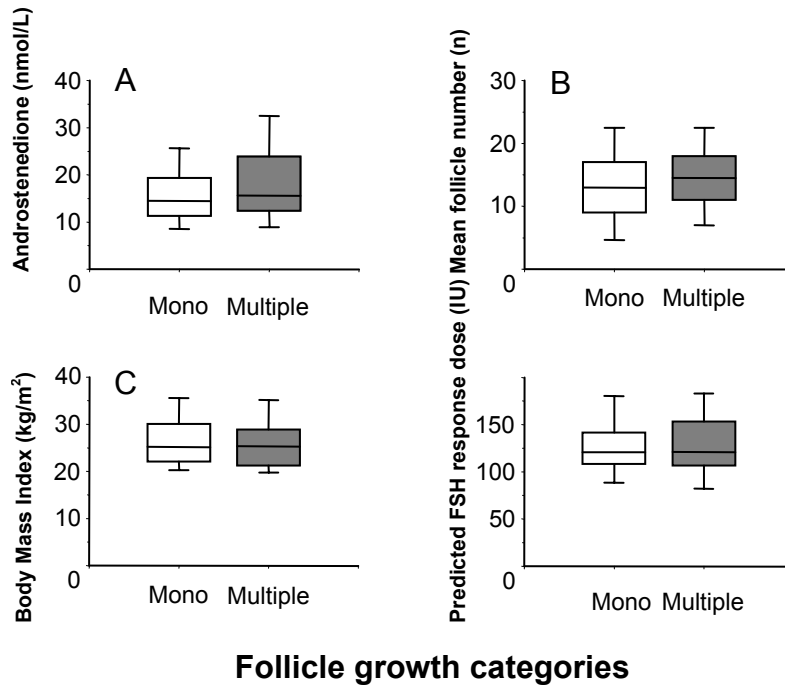 Androstenedione (nmol/L)
40
30
20
10
0
A
Mono
Multiple
Mean follicle number (n)
30
20
10
0
B
Mono
Multiple
Body Mass Index (kg/m²)
40
30
20
10
0
C
Mono
Multiple
Predicted FSH response dose (IU)
150
100
50
0
Mono
Multiple
Follicle growth categories